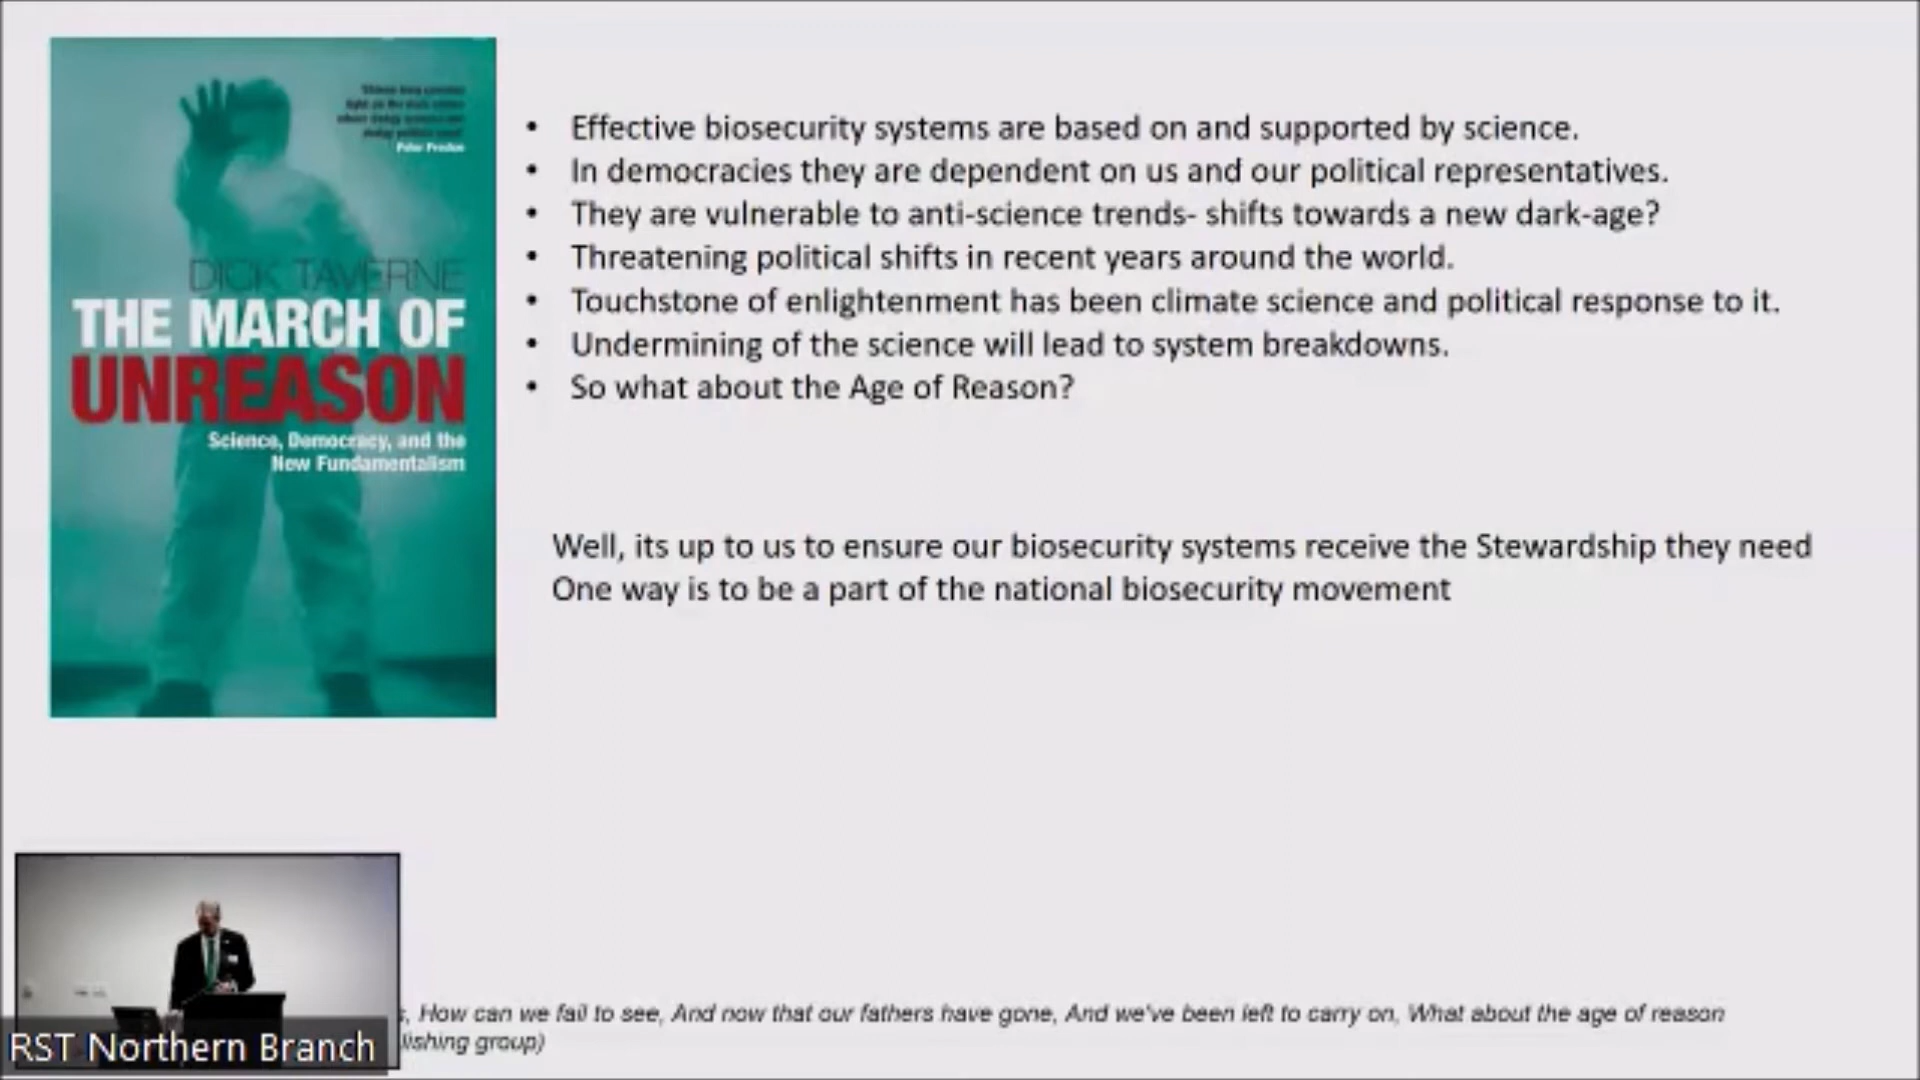 Peter Preston
DICK TAVERNE
THE MARCH OF
UNREASON
Science, Democracy, and the
New Fundamentalism
• Effective biosecurity systems are based on and supported by science.
• In democracies they are dependent on us and our political representatives.
• They are vulnerable to anti-science trends- shifts towards a new dark-age?
• Threatening political shifts in recent years around the world.
• Touchstone of enlightenment has been climate science and political response to it.
• Undermining of the science will lead to system breakdowns.
• So what about the Age of Reason?
Well, its up to us to ensure our biosecurity systems receive the Stewardship they need
One way is to be a part of the national biosecurity movement
, How can we fail to see, And now that our fathers have gone, And we've been left to carry on, What about the age of reason
lishing group)
RST Northern Branch